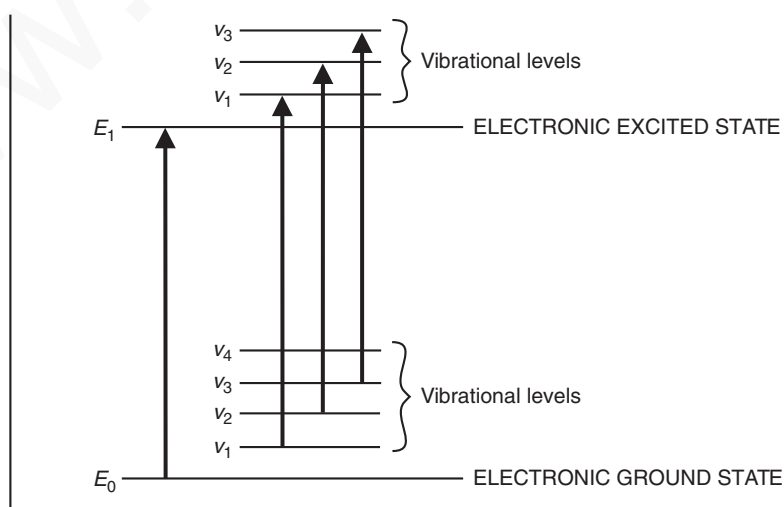 v3
v2 Vibrational levels
v1
E1 ELECTRONIC EXCITED STATE
v4
v3 Vibrational levels
v2
v1
E0 ELECTRONIC GROUND STATE